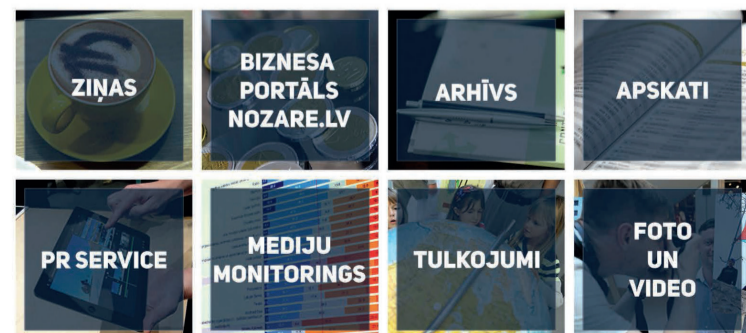 ZIŅAS
BIZNESA
PORTĀLS
NOZARE.LV
ARHĪVS
APSKATI
PR SERVICE
MEDIJU
MONITORINGS
TULKOJUMI
FOTO
UN
VIDEO